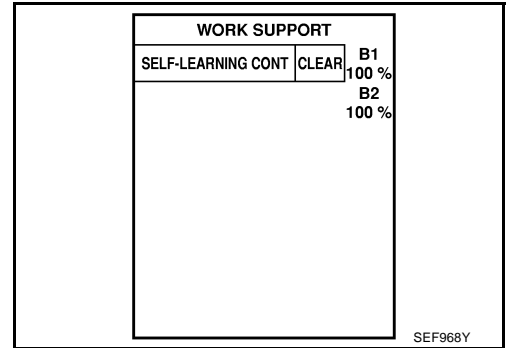 WORK SUPPORT
SELF-LEARNING CONT CLEAR B1
100 %
B2
100 %
SEF968Y